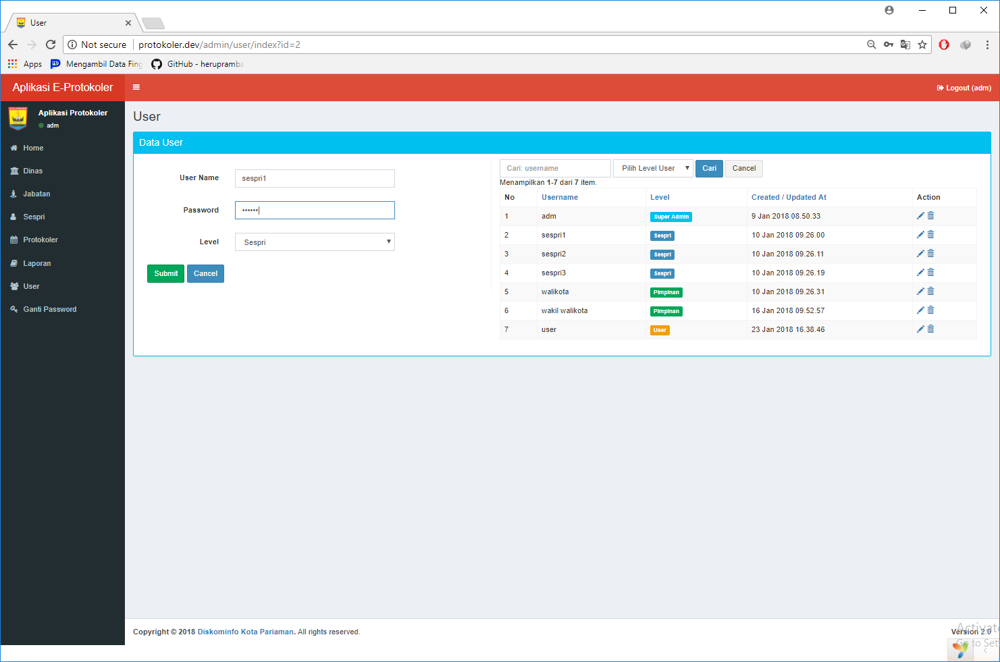 User
Not secure
protokoler.dev/admin/user/index?id=2
Apps
Mengambil Data Fing
GitHub - herupramba
Aplikasi E-Protokoler
Logout (adm)
Aplikasi Protokoler
adm
Home
Dinas
Jabatan
Sespri
Protokoler
Laporan
User
Ganti Password
User
Data User
User Name
sespri1
Password
••••••
Level
Sespri
Submit
Cancel
Cari: username
Pilih Level User
Cari
Cancel
Menampilkan 1-7 dari 7 item.
No Username Level Created / Updated At Action
1 adm Super Admin 9 Jan 2018 08.50.33
2 sespri1 Sespri 10 Jan 2018 09.26.00
3 sespri2 Sespri 10 Jan 2018 09.26.11
4 sespri3 Sespri 10 Jan 2018 09.26.19
5 walikota Pimpinan 10 Jan 2018 09.26.31
6 wakil walikota Pimpinan 16 Jan 2018 09.52.57
7 user User 23 Jan 2018 16.38.46
Copyright © 2018 Diskominfo Kota Pariaman. All rights reserved.
Version 2.0
Activat
Go to Set